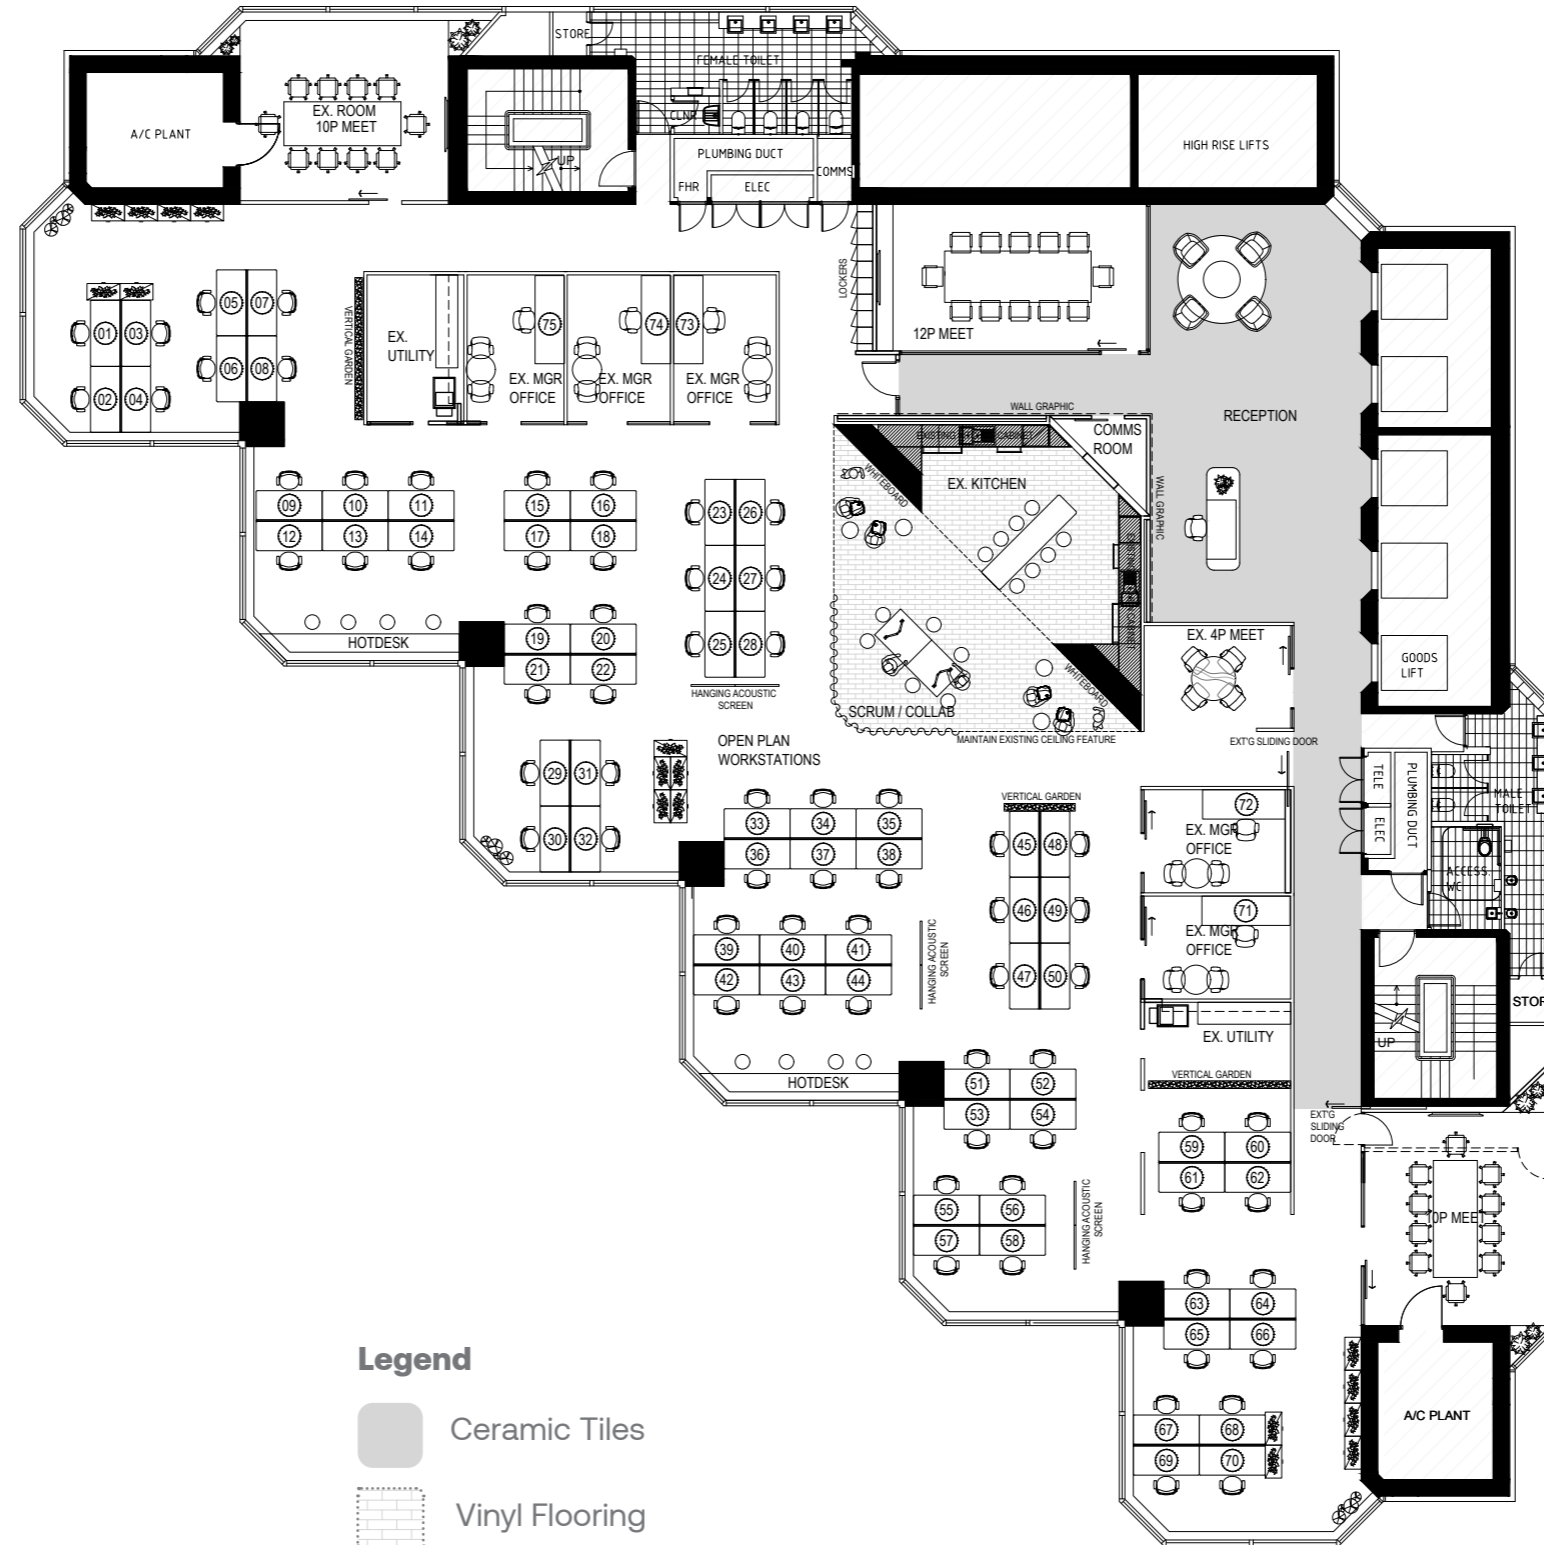 STORE
FEMALE TOILET
A/C PLANT
EX. ROOM
10P MEET
CLNR
UP
PLUMBING DUCT
COMMS
FHR
ELEC
HIGH RISE LIFTS
LOCKERS
12P MEET
05
07
01
03
06
08
02
04
VERTICAL GARDEN
EX.
UTILITY
75
74
73
EX. MGR
OFFICE
EX. MGR
OFFICE
EX. MGR
OFFICE
WALL GRAPHIC
RECEPTION
COMMS
ROOM
EXISTING
CABINET
WHITEBOARD
EX. KITCHEN
WALL GRAPHIC
09
10
11
12
13
14
15
16
17
18
23
26
24
27
25
28
HOTDESK
19
20
21
22
HANGING ACOUSTIC
SCREEN
CABINET
WHITEBOARD
SCRUM / COLLAB
MAINTAIN EXISTING CEILING FEATURE
EX. 4P MEET
GOODS
LIFT
EXT'G SLIDING DOOR
OPEN PLAN
WORKSTATIONS
29
31
30
32
33
34
35
36
37
38
VERTICAL GARDEN
45
48
46
49
47
50
72
EX. MGR
OFFICE
71
EX. MGR
OFFICE
TELE
ELEC
PLUMBING DUCT
MALE
TOILET
ACCESS.
WC
39
40
41
42
43
44
HANGING ACOUSTIC
SCREEN
EX. UTILITY
VERTICAL GARDEN
UP
STOR
HOTDESK
51
52
53
54
EXT'G
SLIDING
DOOR
59
60
61
62
55
56
57
58
HANGING ACOUSTIC
SCREEN
10P MEET
63
64
65
66
67
68
69
70
A/C PLANT
Legend
Ceramic Tiles
Vinyl Flooring